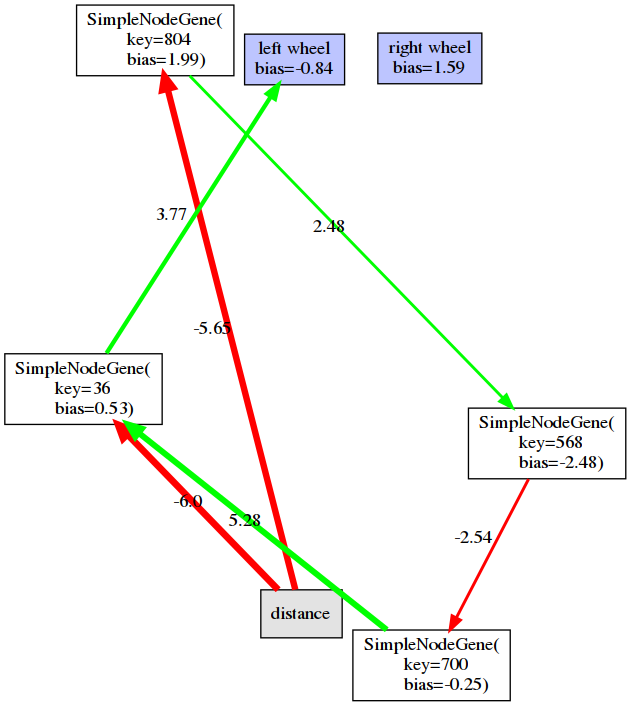 SimpleNodeGene(
key=804
bias=1.99)
left wheel
bias=-0.84
right wheel
bias=1.59
3.77
2.48
-5.65
SimpleNodeGene(
key=36
bias=0.53)
SimpleNodeGene(
key=568
bias=-2.48)
-6.0
5.28
-2.54
distance
SimpleNodeGene(
key=700
bias=-0.25)